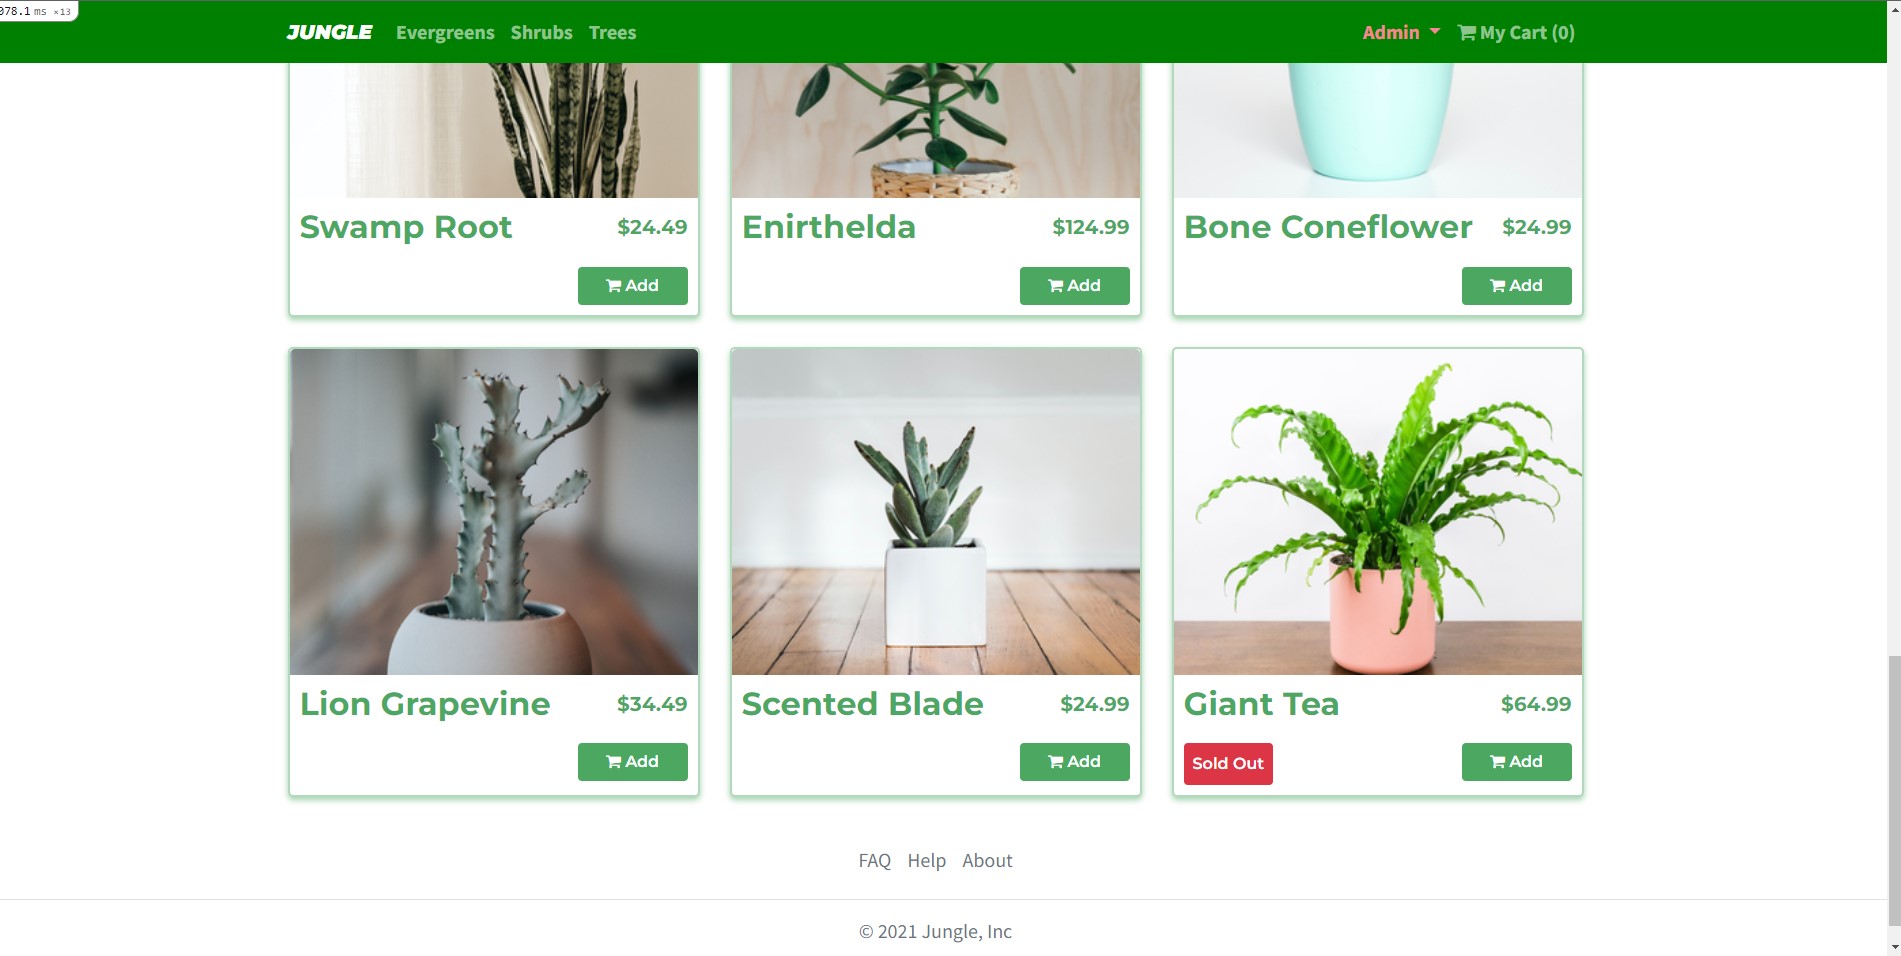 078.1 ms ×13
JUNGLE Evergreens Shrubs Trees Admin My Cart (0)
Swamp Root $24.49
Add
Enirthelda $124.99
Add
Bone Coneflower $24.99
Add
Lion Grapevine $34.49
Add
Scented Blade $24.99
Add
Giant Tea $64.99
Sold Out Add
FAQ Help About
© 2021 Jungle, Inc